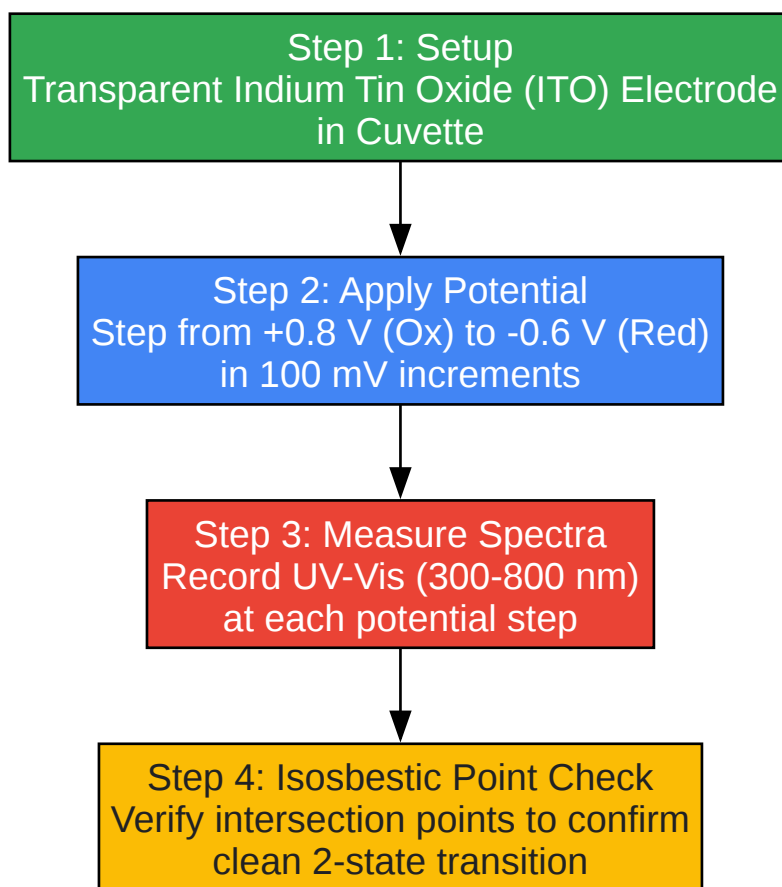 Step 1: Setup
Transparent Indium Tin Oxide (ITO) Electrode
in Cuvette
Step 2: Apply Potential
Step from +0.8 V (Ox) to -0.6 V (Red)
in 100 mV increments
Step 3: Measure Spectra
Record UV-Vis (300-800 nm)
at each potential step
Step 4: Isosbestic Point Check
Verify intersection points to confirm
clean 2-state transition